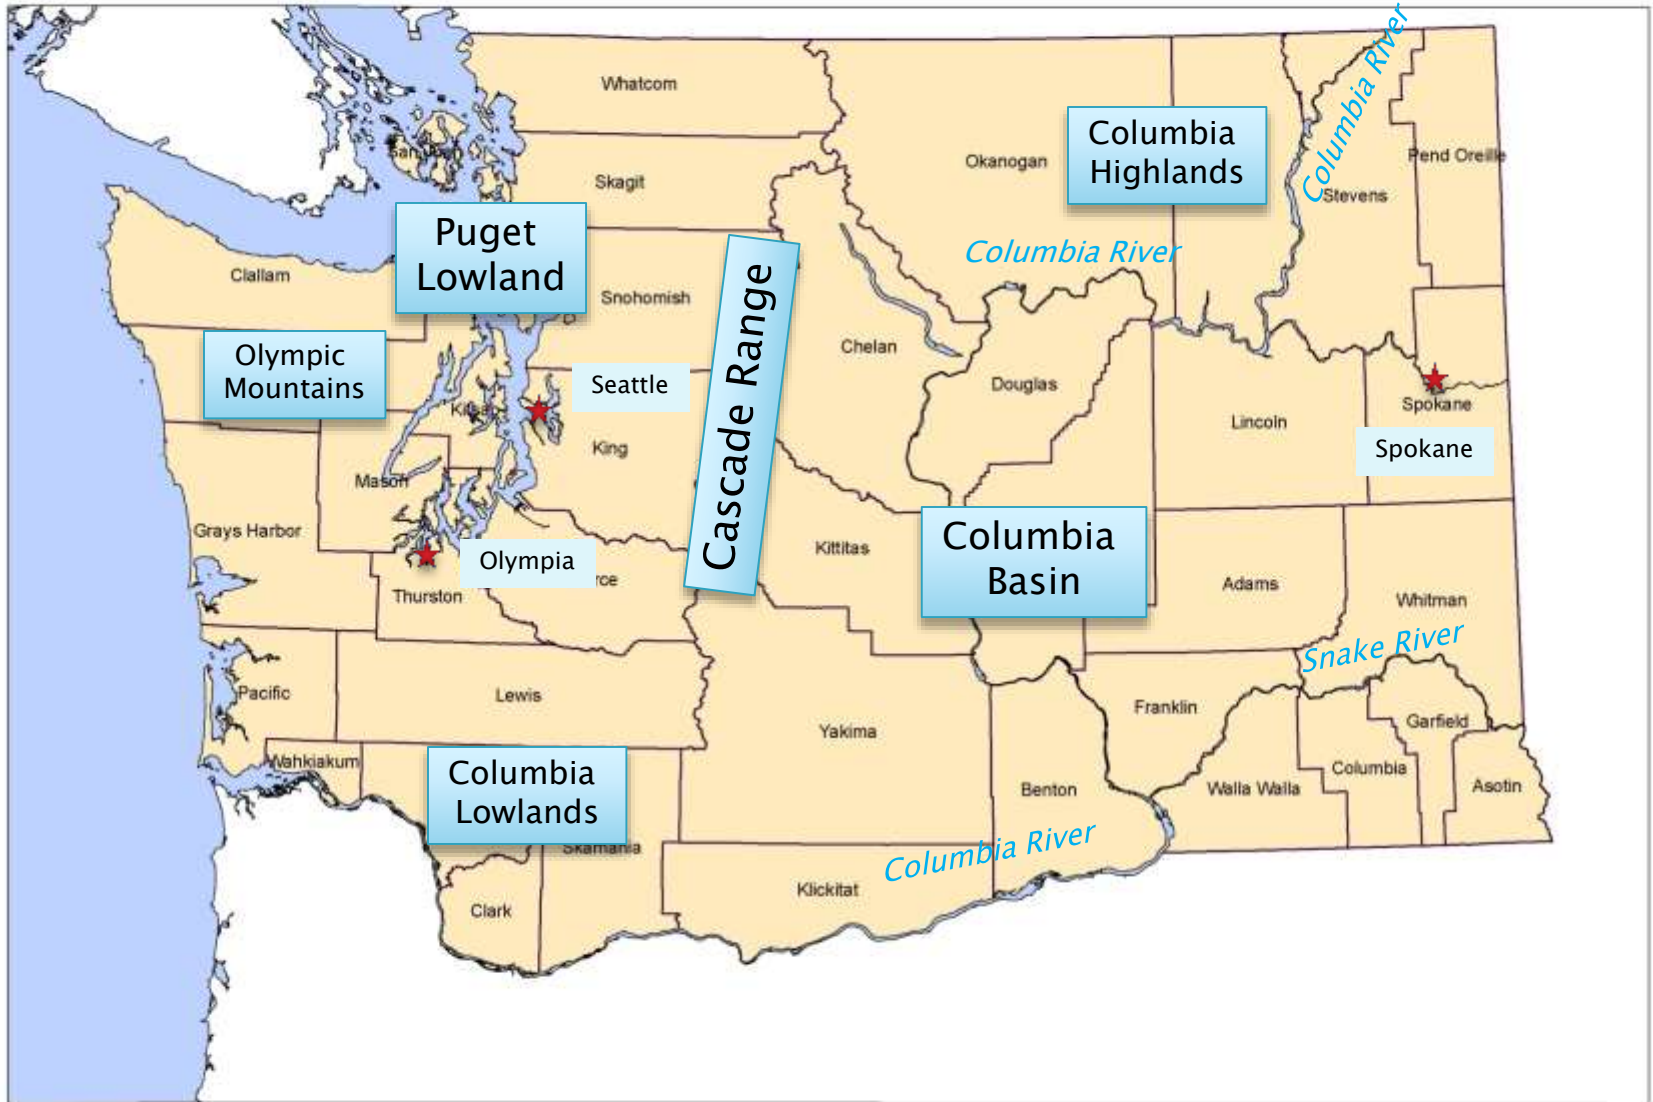 Columbia River
Whatcom
Columbia
Highlands
Okanogan
Pend Oreille
Skagit
Stevens
Puget
Lowland
Columbia River
Clallam
Snohomish
Cascade Range
Olympic
Mountains
Chelan
Seattle
Douglas
Spokane
Lincoln
King
Spokane
Mason
Grays Harbor
Columbia
Basin
Kittitas
Olympia
rce
Adams
Thurston
Whitman
Snake River
Pacific
Lewis
Franklin
Garfield
Yakima
Wahkiakum
Columbia
Lowlands
Columbia
Asotin
Benton
Walla Walla
Skamania
Columbia River
Klickitat
Clark